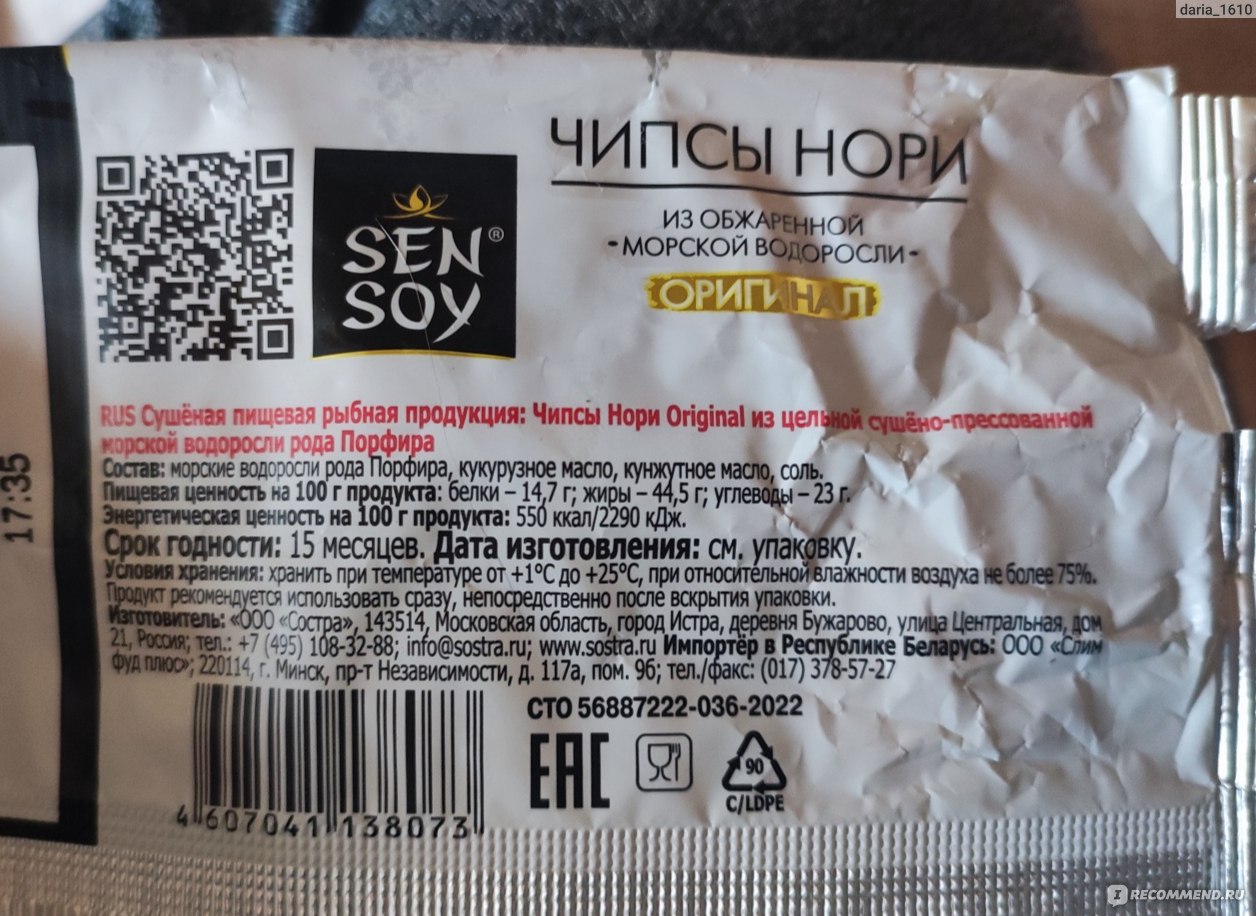 daria_1610
ЧИПСЫ НОРИ
ИЗ ОБЖАРЕННОЙ
-МОРСКОЙ ВОДОРОСЛИ-
ОРИГИНАЛ
SEN®
SOY
RUS Сушёная пищевая рыбная продукция: Чипсы Нори Original из цельной сушёно-прессованной
морской водоросли рода Порфира
Состав: морские водоросли рода Порфира, кукурузное масло, кунжутное масло, соль.
Пищевая ценность на 100 г продукта: белки – 14,7 г; жиры – 44,5 г; углеводы – 23 г.
Энергетическая ценность на 100 г продукта: 550 ккал/2290 кДж.
Срок годности: 15 месяцев. Дата изготовления: см. упаковку.
Условия хранения: хранить при температуре от +1°C до +25°C, при относительной влажности воздуха не более 75%.
Продукт рекомендуется использовать сразу, непосредственно после вскрытия упаковки.
Изготовитель: «ООО «Состра», 143514, Московская область, город Истра, деревня Бужарово, улица Центральная, дом
21, Россия; тел.: +7 (495) 108-32-88; info@sostra.ru; www.sostra.ru Импортёр в Республике Беларусь: ООО «Слим
фуд плюс»; 220114, г. Минск, пр-т Независимости, д. 117а, пом. 9б; тел./факс: (017) 378-57-27
17:35
СТО 56887222-036-2022
EAC
90
C/LDPE
4 607041 138073
IRECOMMEND.RU